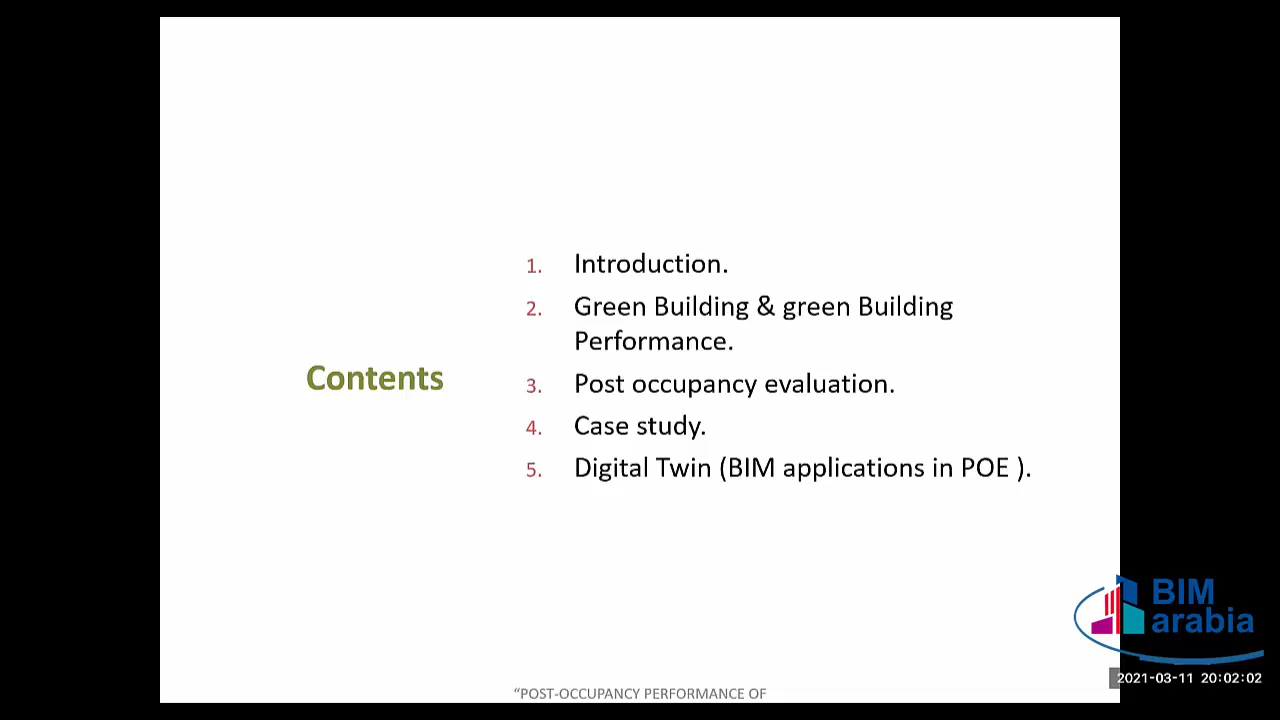 Contents
1. Introduction.
2. Green Building & green Building
Performance.
3. Post occupancy evaluation.
4. Case study.
5. Digital Twin (BIM applications in POE ).
BIM
arabia
2021-03-11 20:02:02
“POST-OCCUPANCY PERFORMANCE OF